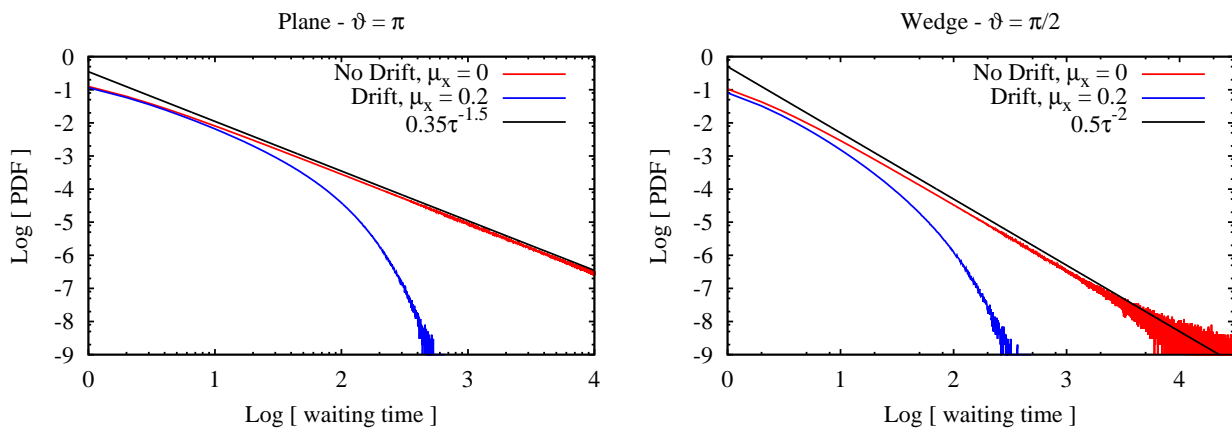 Plane - ϑ = π
Log [ PDF ]
0
-1
-2
-3
-4
-5
-6
-7
-8
-9
No Drift, μx = 0
Drift, μx = 0.2
0.35τ-1.5
0 1 2 3 4
Log [ waiting time ]
Wedge - ϑ = π/2
Log [ PDF ]
0
-1
-2
-3
-4
-5
-6
-7
-8
-9
No Drift, μx = 0
Drift, μx = 0.2
0.5τ-2
0 1 2 3 4
Log [ waiting time ]